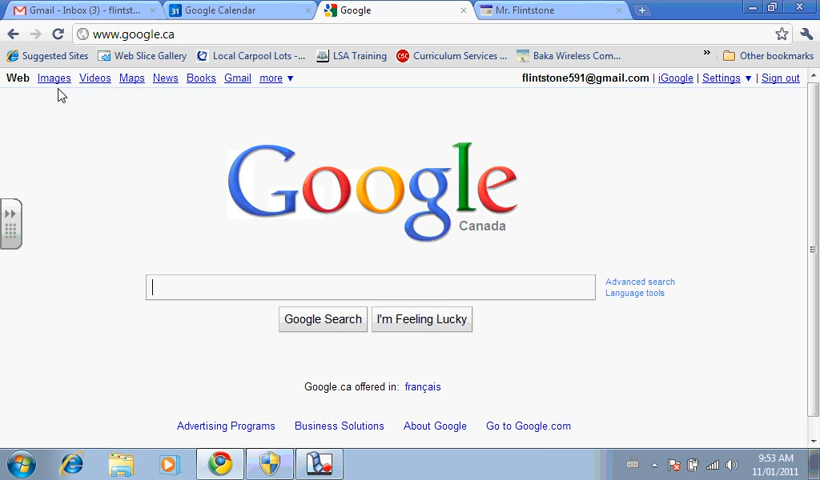 Gmail - Inbox (3) - flintst... Google Calendar Google Mr. Flintstone
www.google.ca
Suggested Sites Web Slice Gallery Local Carpool Lots -... LSA Training CSC Curriculum Services ... Baka Wireless Com... » Other bookmarks
Web Images Videos Maps News Books Gmail more ▼ flintstone591@gmail.com | iGoogle | Settings ▼ | Sign out
Google
Canada
Advanced search
Language tools
Google Search I'm Feeling Lucky
Google.ca offered in: français
Advertising Programs Business Solutions About Google Go to Google.com
9:53 AM
11/01/2011